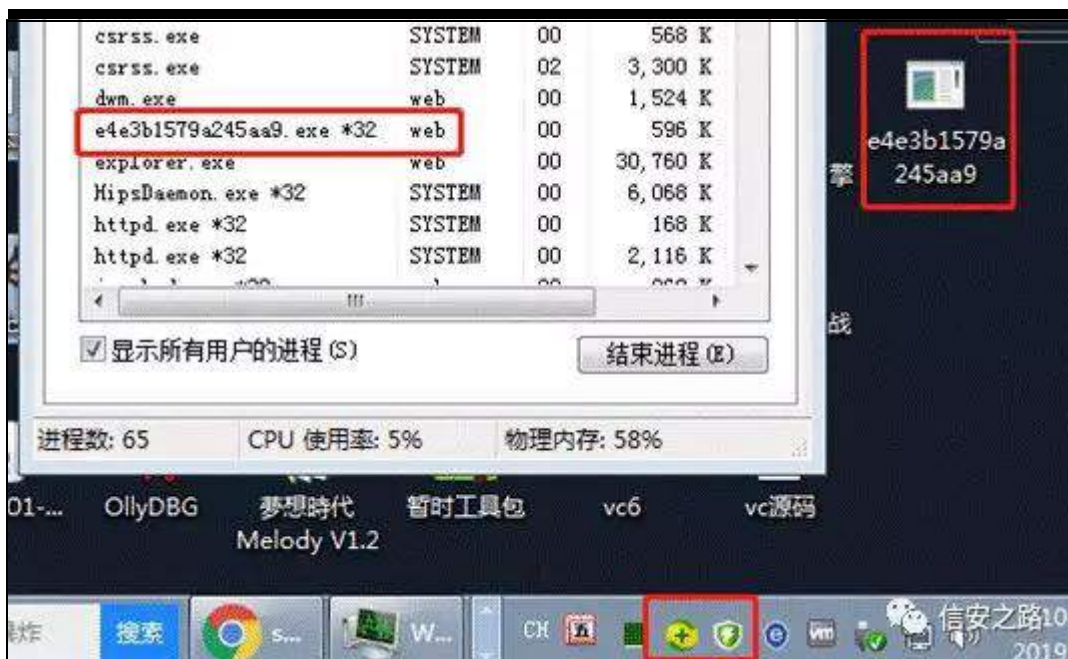 csrss.exe SYSTEM 00 568 K
csrss.exe SYSTEM 02 3,300 K
dwm.exe web 00 1,524 K
e4e3b1579a245aa9.exe *32 web 00 596 K
explorer.exe web 00 30,760 K
HipsDaemon.exe *32 SYSTEM 00 6,068 K
httpd.exe *32 SYSTEM 00 168 K
httpd.exe *32 SYSTEM 00 2,116 K
显示所有用户的进程(S)
结束进程(E)
进程数: 65 CPU 使用率: 5% 物理内存: 58%
e4e3b1579a
245aa9
擎
战
01-... OllyDBG 夢想時代 暂时工具包 vc6 vc源码
Melody V1.2
搜索 s... W... CH
信安之路
2019